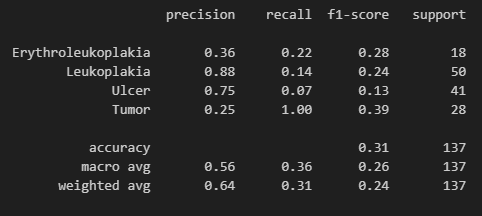 precision recall f1-score support
Erythroleukoplakia 0.36 0.22 0.28 18
Leukoplakia 0.88 0.14 0.24 50
Ulcer 0.75 0.07 0.13 41
Tumor 0.25 1.00 0.39 28
accuracy 0.31 137
macro avg 0.56 0.36 0.26 137
weighted avg 0.64 0.31 0.24 137